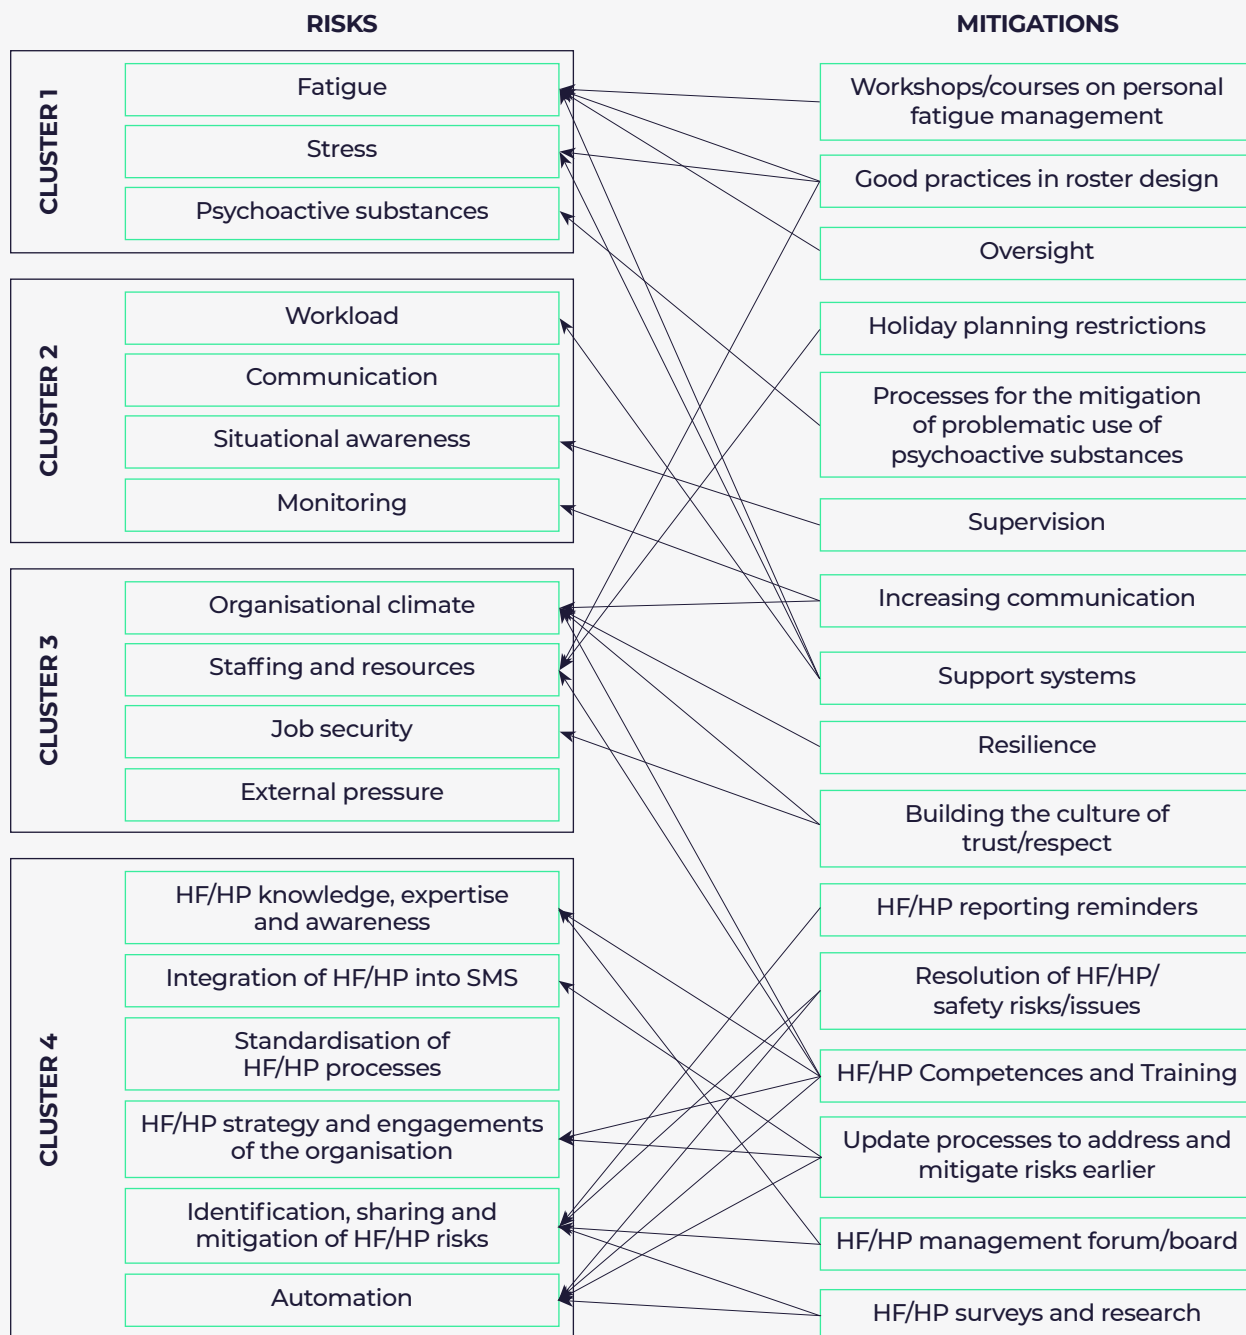 RISKS
MITIGATIONS
CLUSTER 1
Fatigue
Stress
Psychoactive substances
CLUSTER 2
Workload
Communication
Situational awareness
Monitoring
CLUSTER 3
Organisational climate
Staffing and resources
Job security
External pressure
CLUSTER 4
HF/HP knowledge, expertise
and awareness
Integration of HF/HP into SMS
Standardisation of
HF/HP processes
HF/HP strategy and engagements
of the organisation
Identification, sharing and
mitigation of HF/HP risks
Automation
Workshops/courses on personal
fatigue management
Good practices in roster design
Oversight
Holiday planning restrictions
Processes for the mitigation
of problematic use of
psychoactive substances
Supervision
Increasing communication
Support systems
Resilience
Building the culture of
trust/respect
HF/HP reporting reminders
Resolution of HF/HP/
safety risks/issues
HF/HP Competences and Training
Update processes to address and
mitigate risks earlier
HF/HP management forum/board
HF/HP surveys and research